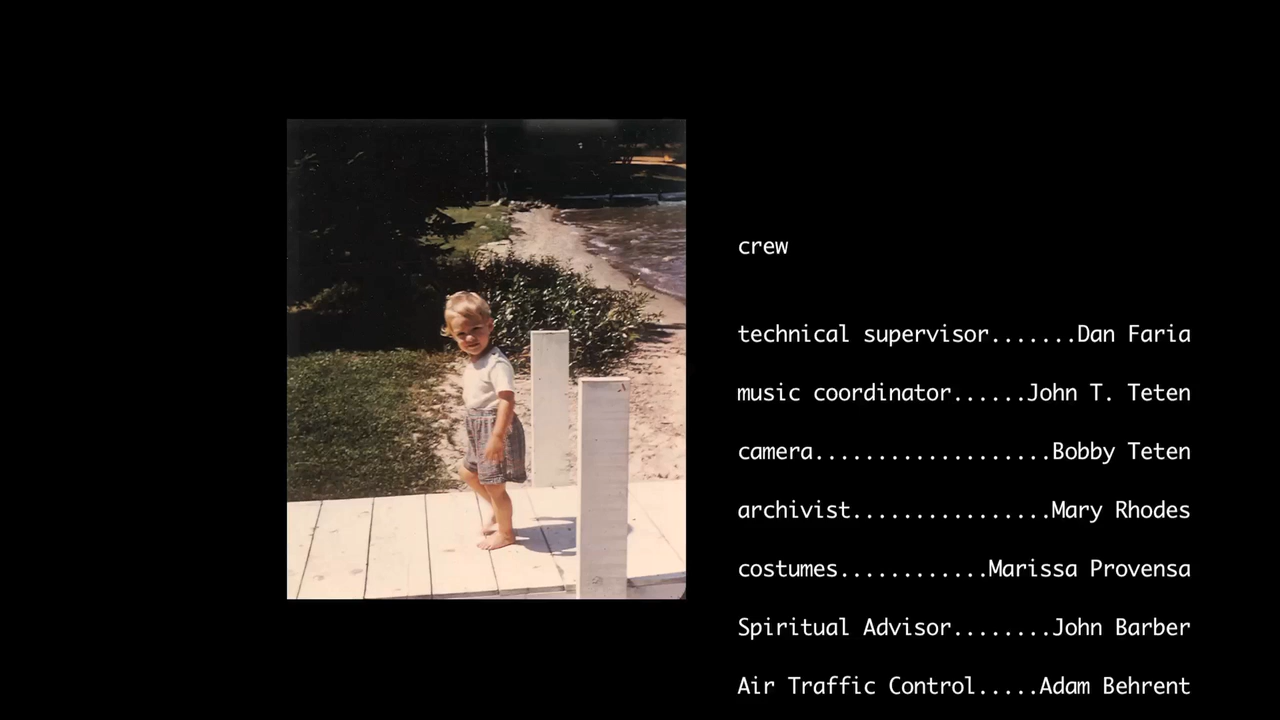 crew
technical supervisor.......Dan Faria
music coordinator......John T. Teten
camera...................Bobby Teten
archivist................Mary Rhodes
costumes............Marissa Provensa
Spiritual Advisor........John Barber
Air Traffic Control.....Adam Behrent